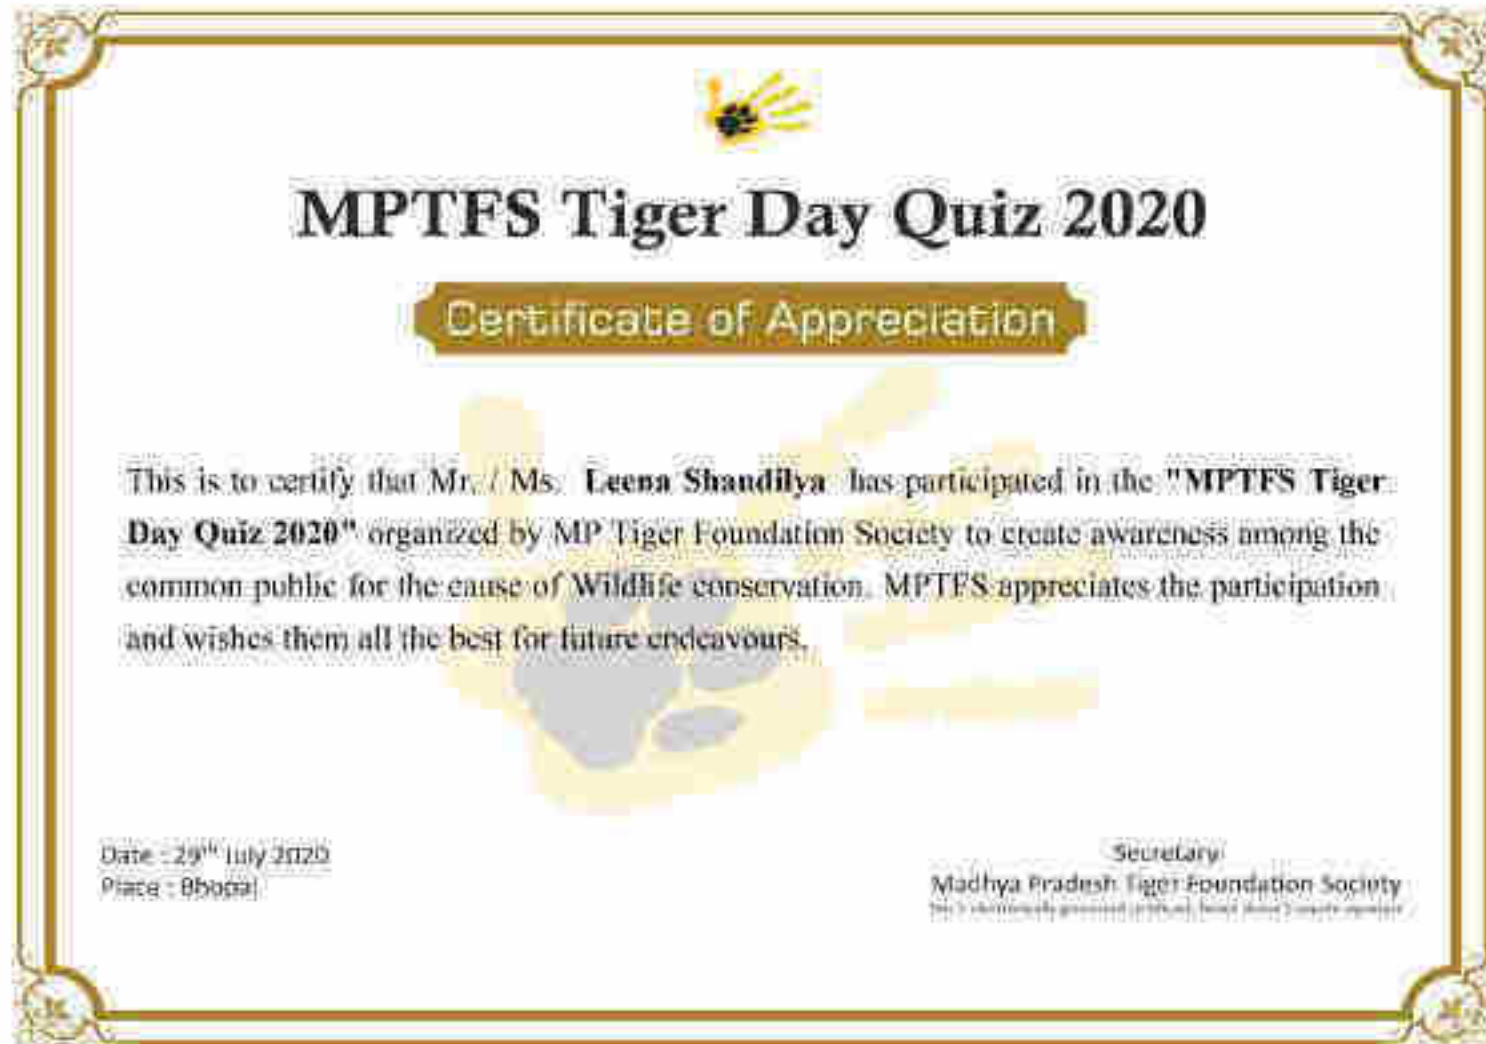 MPTFS Tiger Day Quiz 2020
Certificate of Appreciation
This is to certify that Mr. / Ms. Leena Shandilya has participated in the "MPTFS Tiger
Day Quiz 2020" organized by MP Tiger Foundation Society to create awareness among the
common public for the cause of Wildlife conservation. MPTFS appreciates the participation
and wishes them all the best for future endeavours.
Date : 29th July 2020
Place : Bhopal
Secretary
Madhya Pradesh Tiger Foundation Society